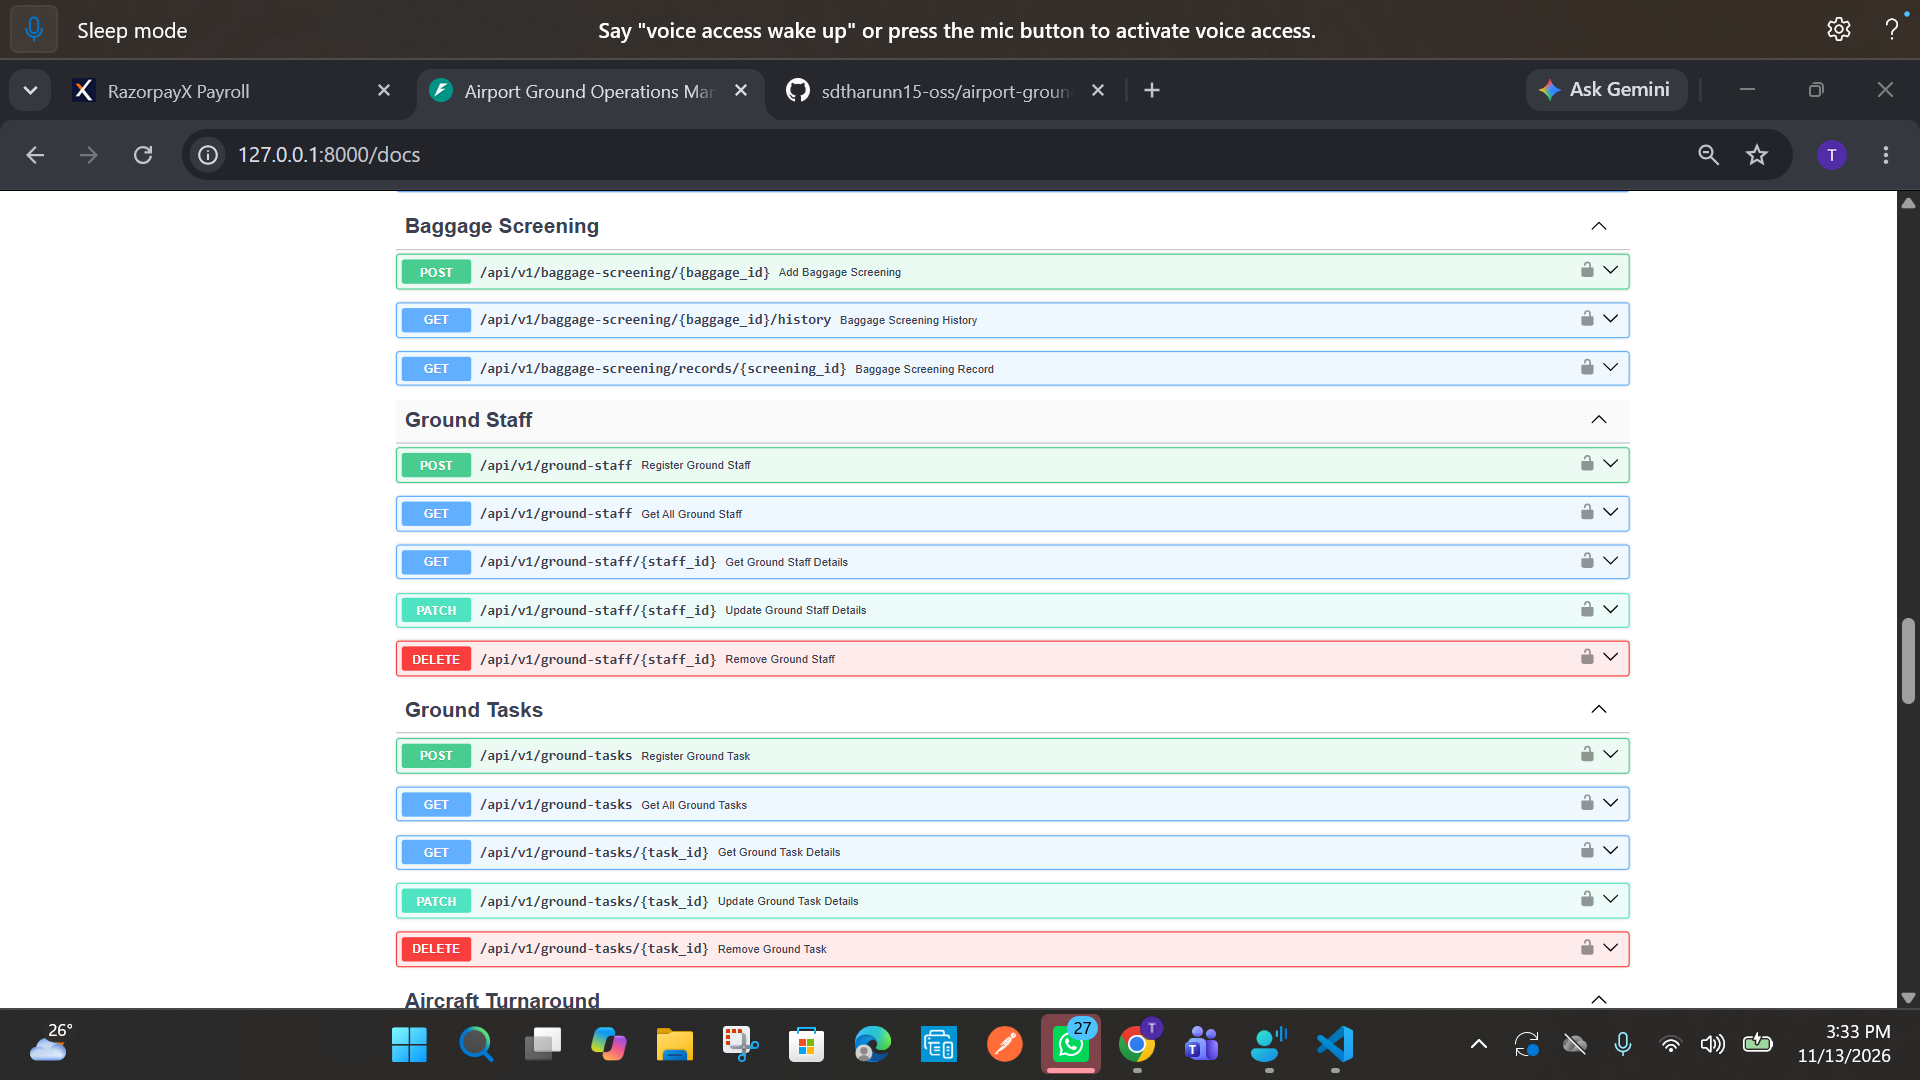 Sleep mode
Say "voice access wake up" or press the mic button to activate voice access.
RazorpayX Payroll
Airport Ground Operations Mar
sdtharunn15-oss/airport-groun
Ask Gemini
127.0.0.1:8000/docs
T
Baggage Screening
POST /api/v1/baggage-screening/{baggage_id} Add Baggage Screening
GET /api/v1/baggage-screening/{baggage_id}/history Baggage Screening History
GET /api/v1/baggage-screening/records/{screening_id} Baggage Screening Record
Ground Staff
POST /api/v1/ground-staff Register Ground Staff
GET /api/v1/ground-staff Get All Ground Staff
GET /api/v1/ground-staff/{staff_id} Get Ground Staff Details
PATCH /api/v1/ground-staff/{staff_id} Update Ground Staff Details
DELETE /api/v1/ground-staff/{staff_id} Remove Ground Staff
Ground Tasks
POST /api/v1/ground-tasks Register Ground Task
GET /api/v1/ground-tasks Get All Ground Tasks
GET /api/v1/ground-tasks/{task_id} Get Ground Task Details
PATCH /api/v1/ground-tasks/{task_id} Update Ground Task Details
DELETE /api/v1/ground-tasks/{task_id} Remove Ground Task
Aircraft Turnaround
26°
27
T
3:33 PM
11/13/2026